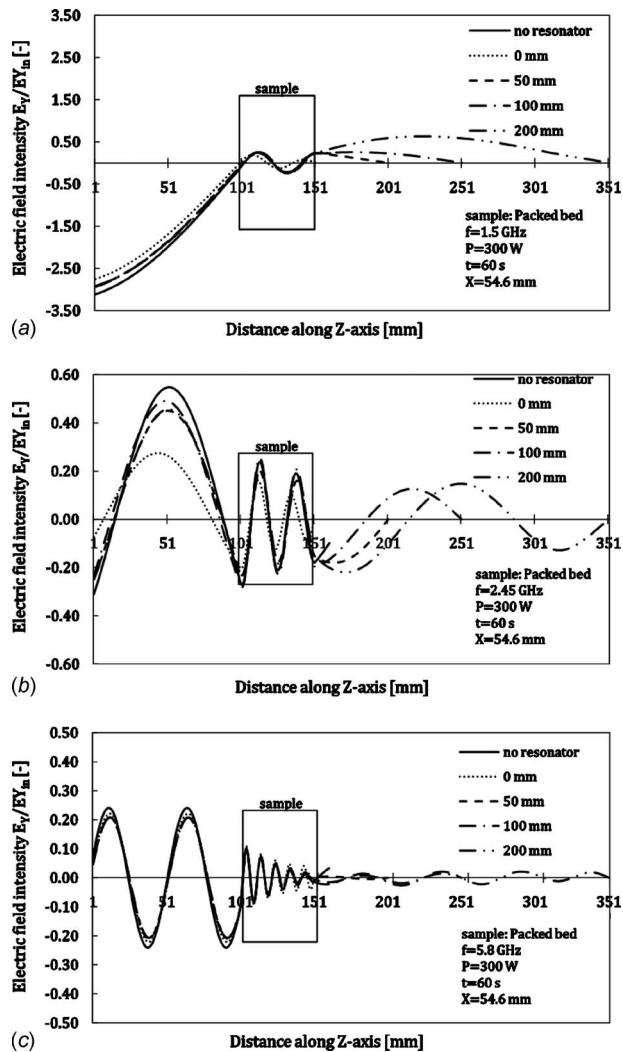 Electric field intensity E_Y/EY_in [-]
3.50
2.50
1.50
0.50
-0.50
-1.50
-2.50
-3.50
1 51 101 151 201 251 301 351
sample
no resonator
0 mm
50 mm
100 mm
200 mm
sample: Packed bed
f=1.5 GHz
P=300 W
t=60 s
X=54.6 mm
(a)
Distance along Z-axis [mm]
Electric field intensity E_Y/EY_in [-]
0.60
0.40
0.20
0.00
-0.20
-0.40
-0.60
1 51 101 151 201 251 301 351
sample
no resonator
0 mm
50 mm
100 mm
200 mm
sample: Packed bed
f=2.45 GHz
P=300 W
t=60 s
X=54.6 mm
(b)
Distance along Z-axis [mm]
Electric field intensity E_Y/EY_in [-]
0.50
0.40
0.30
0.20
0.10
0.00
-0.10
-0.20
-0.30
-0.40
-0.50
1 51 101 151 201 251 301 351
sample
no resonator
0 mm
50 mm
100 mm
200 mm
sample: Packed bed
f=5.8 GHz
P=300 W
t=60 s
X=54.6 mm
(c)
Distance along Z-axis [mm]